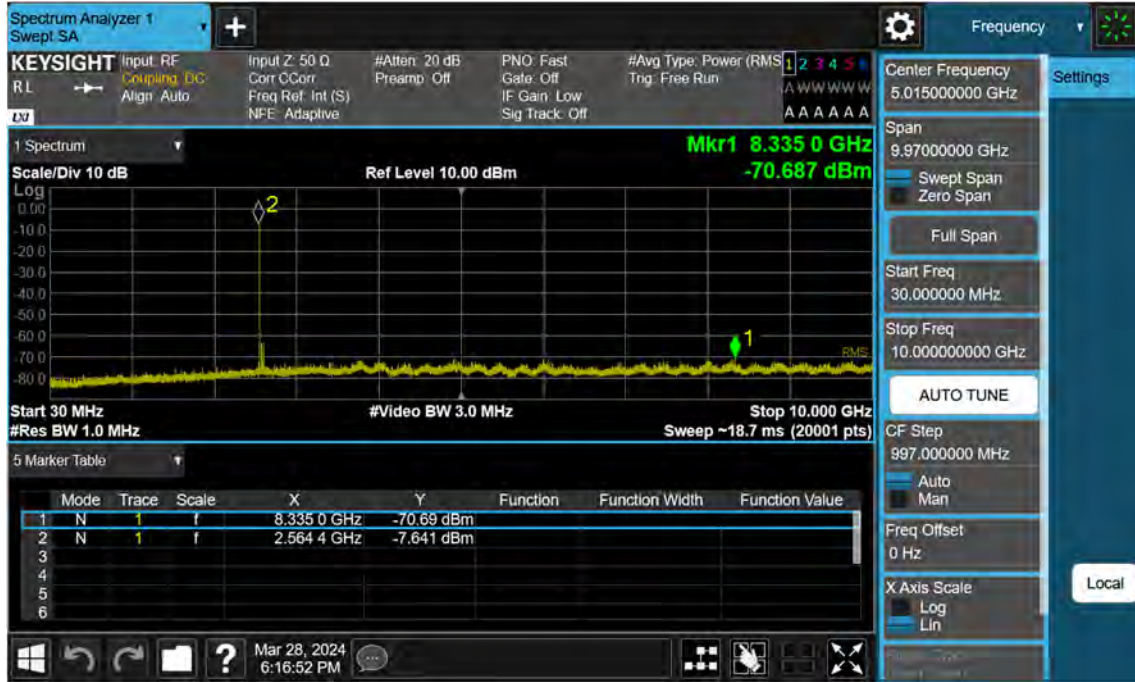 Spectrum Analyzer 1
Swept SA
Frequency
KEYSIGHT
RL
LXI
Input: RF
Coupling: DC
Align: Auto
Input Z: 50 Ω
Corr CCorr
Freq Ref: Int (S)
NFE: Adaptive
#Atten: 20 dB
Preamp: Off
PNO: Fast
Gate: Off
IF Gain: Low
Sig Track: Off
#Avg Type: Power (RMS
Trig: Free Run
1 2 3 4 5 6
A W W W W W
A A A A A A
1 Spectrum
Scale/Div 10 dB
Ref Level 10.00 dBm
Mkr1 8.335 0 GHz
-70.687 dBm
Log
0.00
-10.0
-20.0
-30.0
-40.0
-50.0
-60.0
-70.0
-80.0
2
1
RMS
Start 30 MHz
#Video BW 3.0 MHz
Stop 10.000 GHz
#Res BW 1.0 MHz
Sweep ~18.7 ms (20001 pts)
5 Marker Table
Mode Trace Scale X Y Function Function Width Function Value
1 N 1 f 8.335 0 GHz -70.69 dBm
2 N 1 f 2.564 4 GHz -7.641 dBm
3
4
5
6
Mar 28, 2024
6:16:52 PM
Center Frequency
5.015000000 GHz
Span
9.97000000 GHz
Swept Span
Zero Span
Full Span
Start Freq
30.000000 MHz
Stop Freq
10.000000000 GHz
AUTO TUNE
CF Step
997.000000 MHz
Auto
Man
Freq Offset
0 Hz
X Axis Scale
Log
Lin
Settings
Local